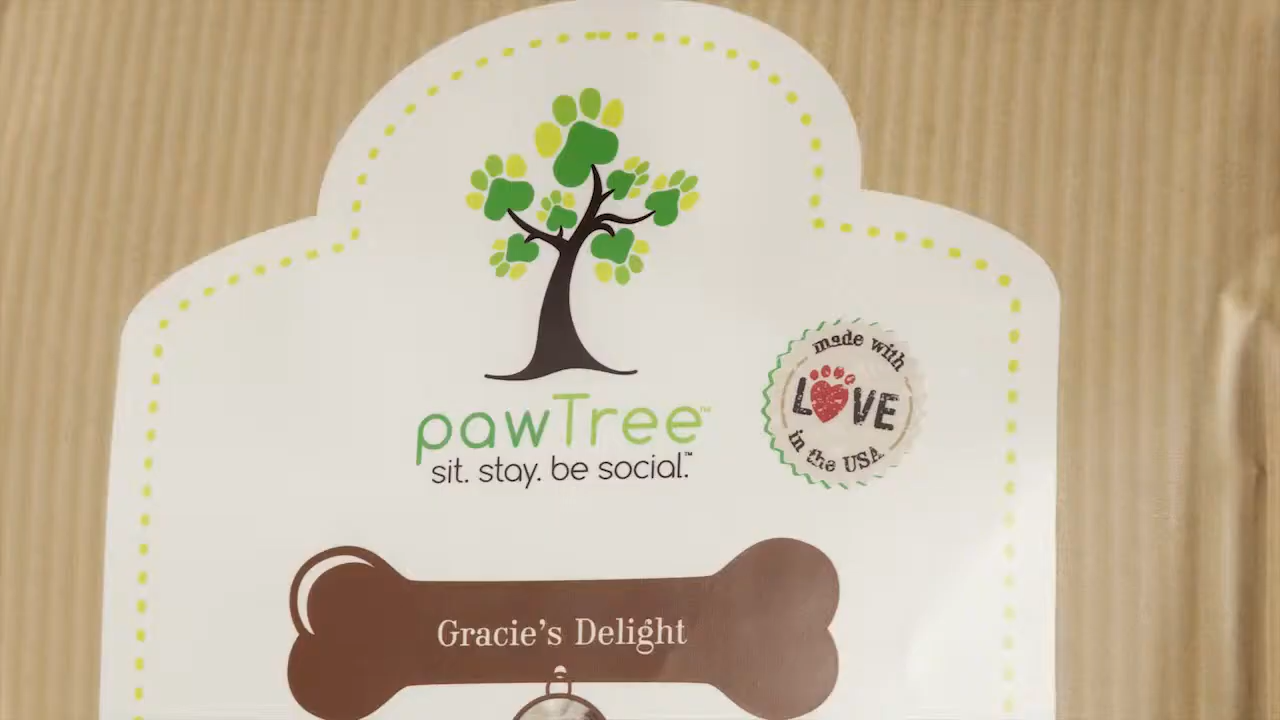 pawTree™
sit. stay. be social.™
made with
LOVE
in the USA
Gracie's Delight